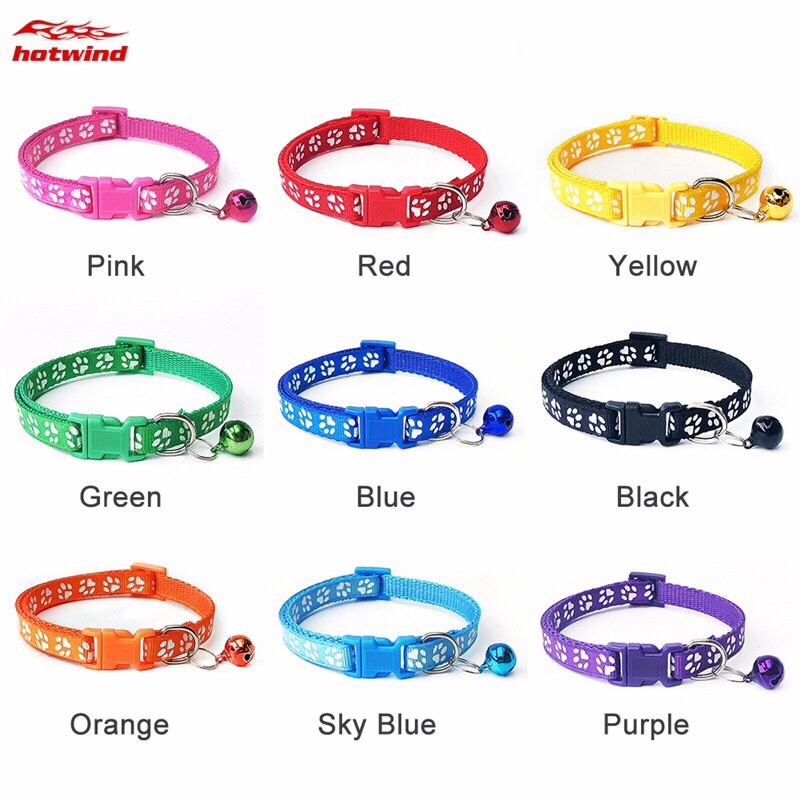 hotwind
Pink
Red
Yellow
Green
Blue
Black
Orange
Sky Blue
Purple